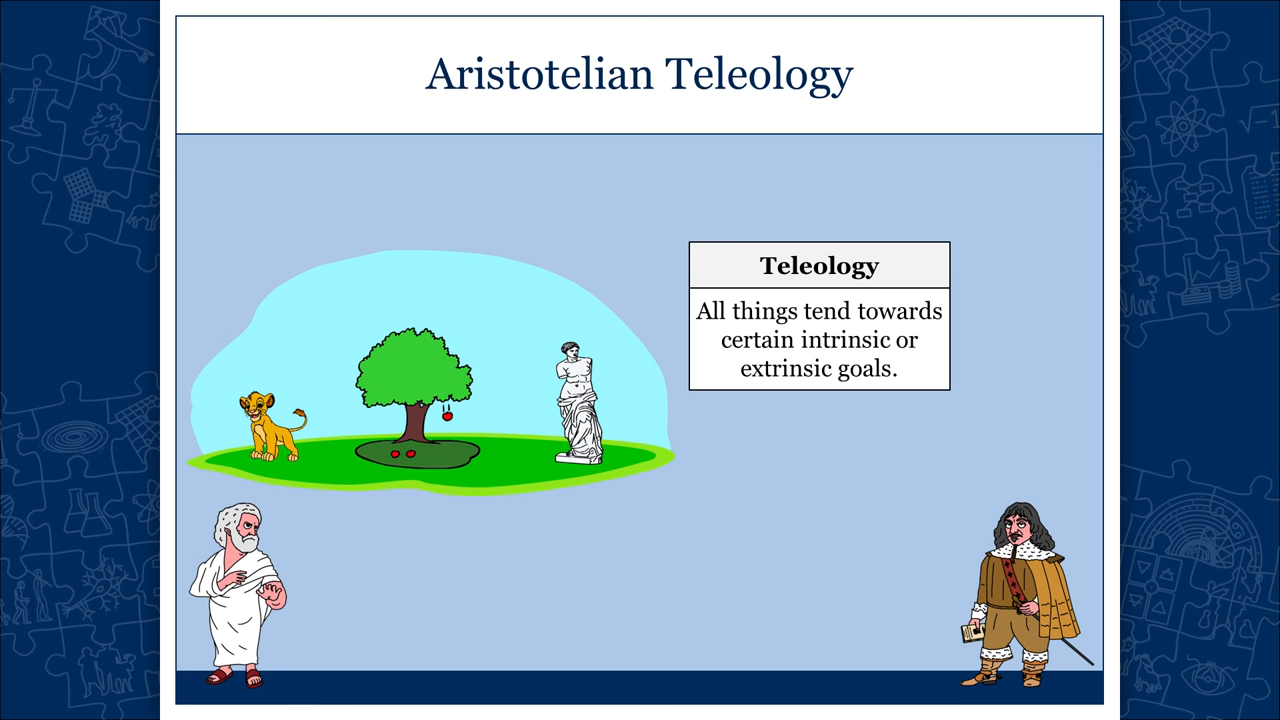 Aristotelian Teleology
Teleology
All things tend towards
certain intrinsic or
extrinsic goals.